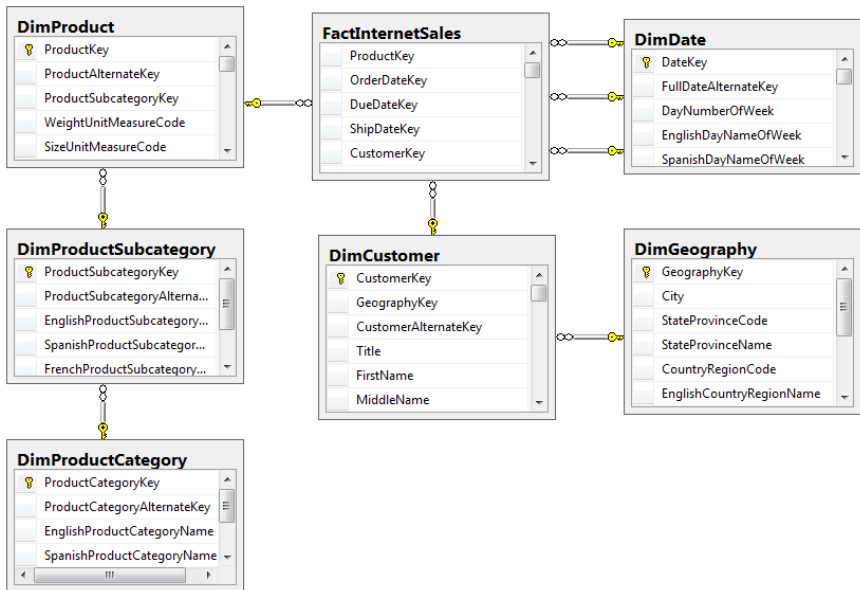 DimProduct
ProductKey
ProductAlternateKey
ProductSubcategoryKey
WeightUnitMeasureCode
SizeUnitMeasureCode
FactInternetSales
ProductKey
OrderDateKey
DueDateKey
ShipDateKey
CustomerKey
DimDate
DateKey
FullDateAlternateKey
DayNumberOfWeek
EnglishDayNameOfWeek
SpanishDayNameOfWeek
DimProductSubcategory
ProductSubcategoryKey
ProductSubcategoryAlterna...
EnglishProductSubcategory...
SpanishProductSubcategor...
FrenchProductSubcategory...
DimCustomer
CustomerKey
GeographyKey
CustomerAlternateKey
Title
FirstName
MiddleName
DimGeography
GeographyKey
City
StateProvinceCode
StateProvinceName
CountryRegionCode
EnglishCountryRegionName
DimProductCategory
ProductCategoryKey
ProductCategoryAlternateKey
EnglishProductCategoryName
SpanishProductCategoryName